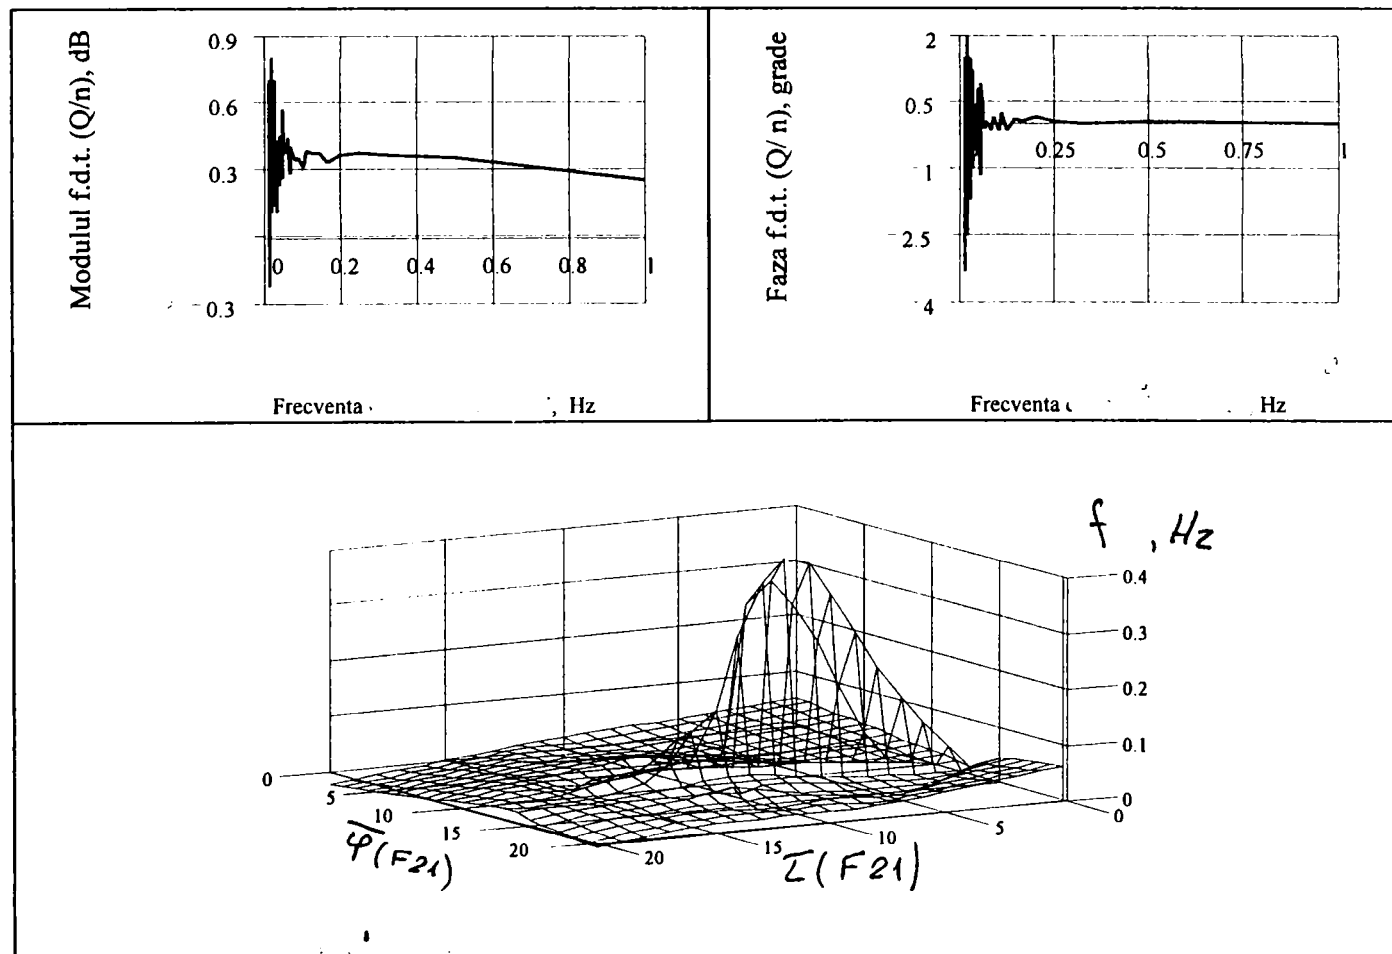 Modulul f.d.t. (Q/n), dB
0.9
0.6
0.3
0.3
0 0.2 0.4 0.6 0.8 1
Frecventa , Hz
Faza f.d.t. (Q/ n), grade
2
0.5
1
2.5
4
0.25 0.5 0.75 1
Frecventa Hz
f , Hz
0.4
0.3
0.2
0.1
0
0
5
10
15
20
φ̅(F21)
20
15
10
5
0
τ(F21)